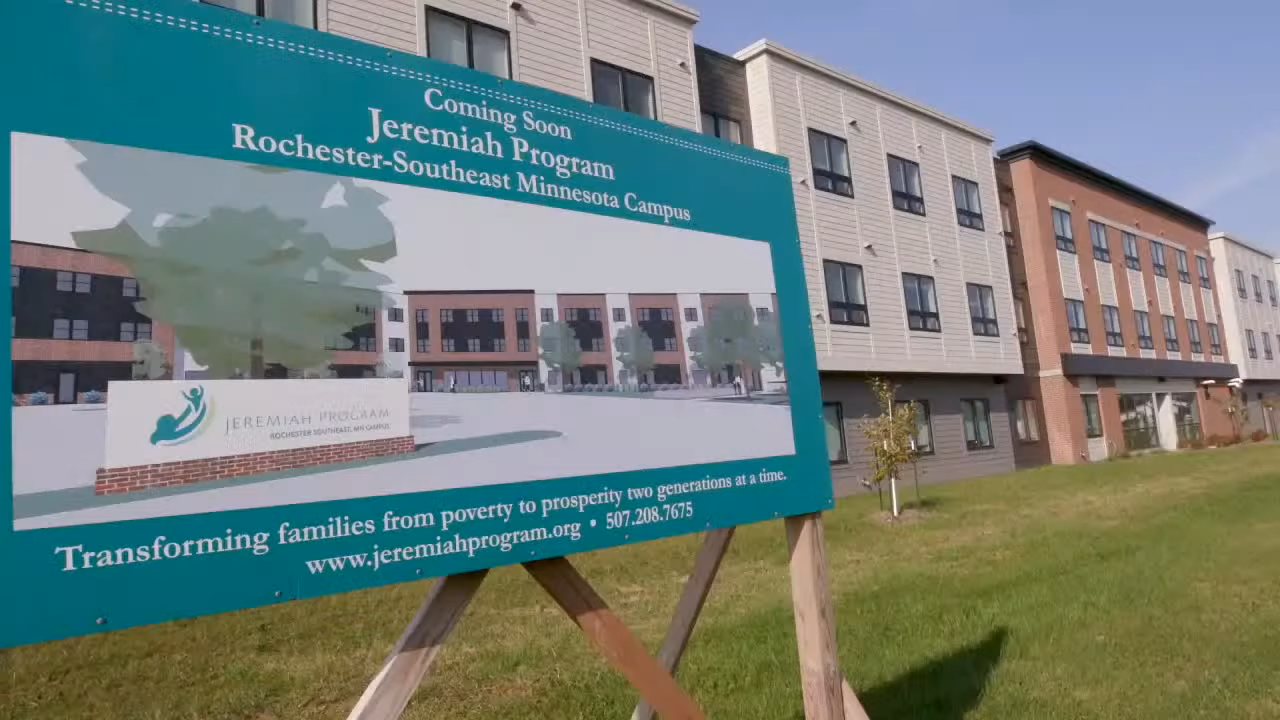 Coming Soon
Jeremiah Program
Rochester-Southeast Minnesota Campus
JEREMIAH PROGRAM
ROCHESTER SOUTHEAST, MN CAMPUS
Transforming families from poverty to prosperity two generations at a time.
www.jeremiahprogram.org • 507.208.7675